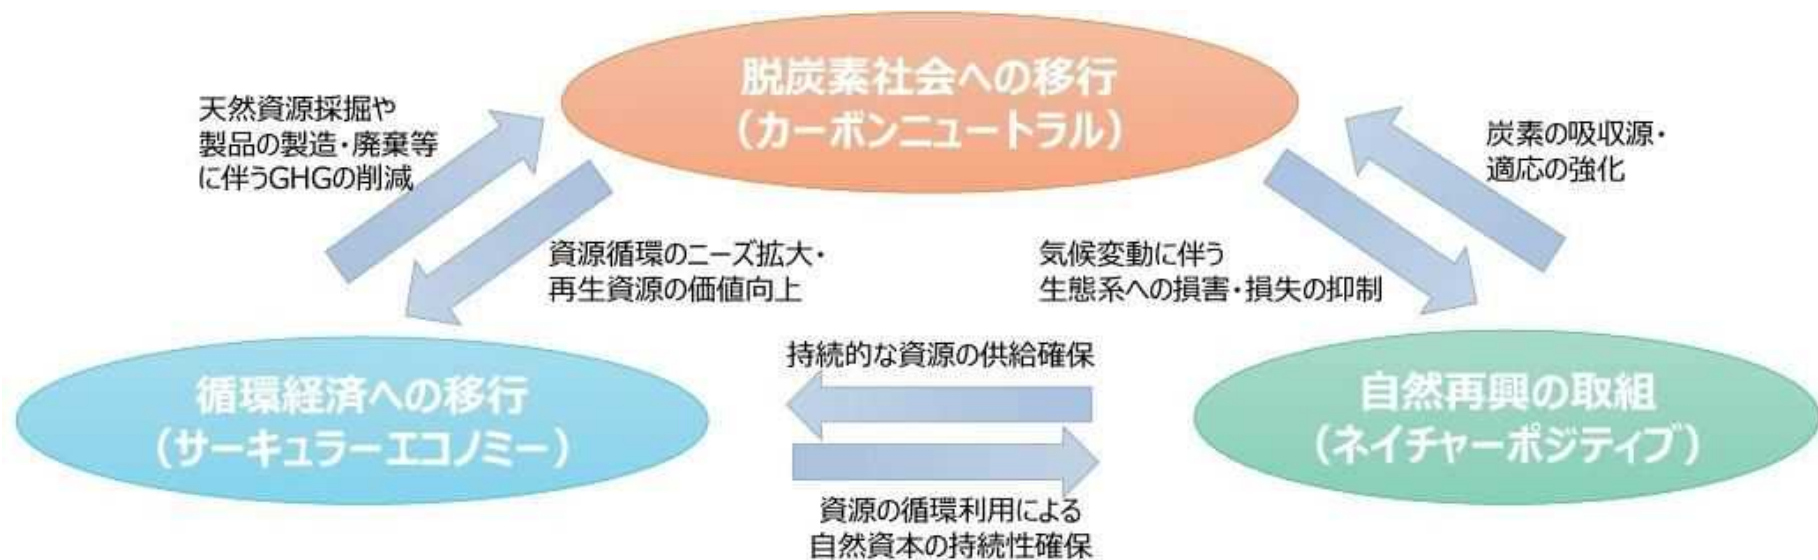 脱炭素社会への移行
（カーボンニュートラル）
天然資源採掘や
製品の製造・廃棄等
に伴うGHGの削減
炭素の吸収源・
適応の強化
資源循環のニーズ拡大・
再生資源の価値向上
気候変動に伴う
生態系への損害・損失の抑制
持続的な資源の供給確保
循環経済への移行
（サーキュラーエコノミー）
自然再興の取組
（ネイチャーポジティブ）
資源の循環利用による
自然資本の持続性確保